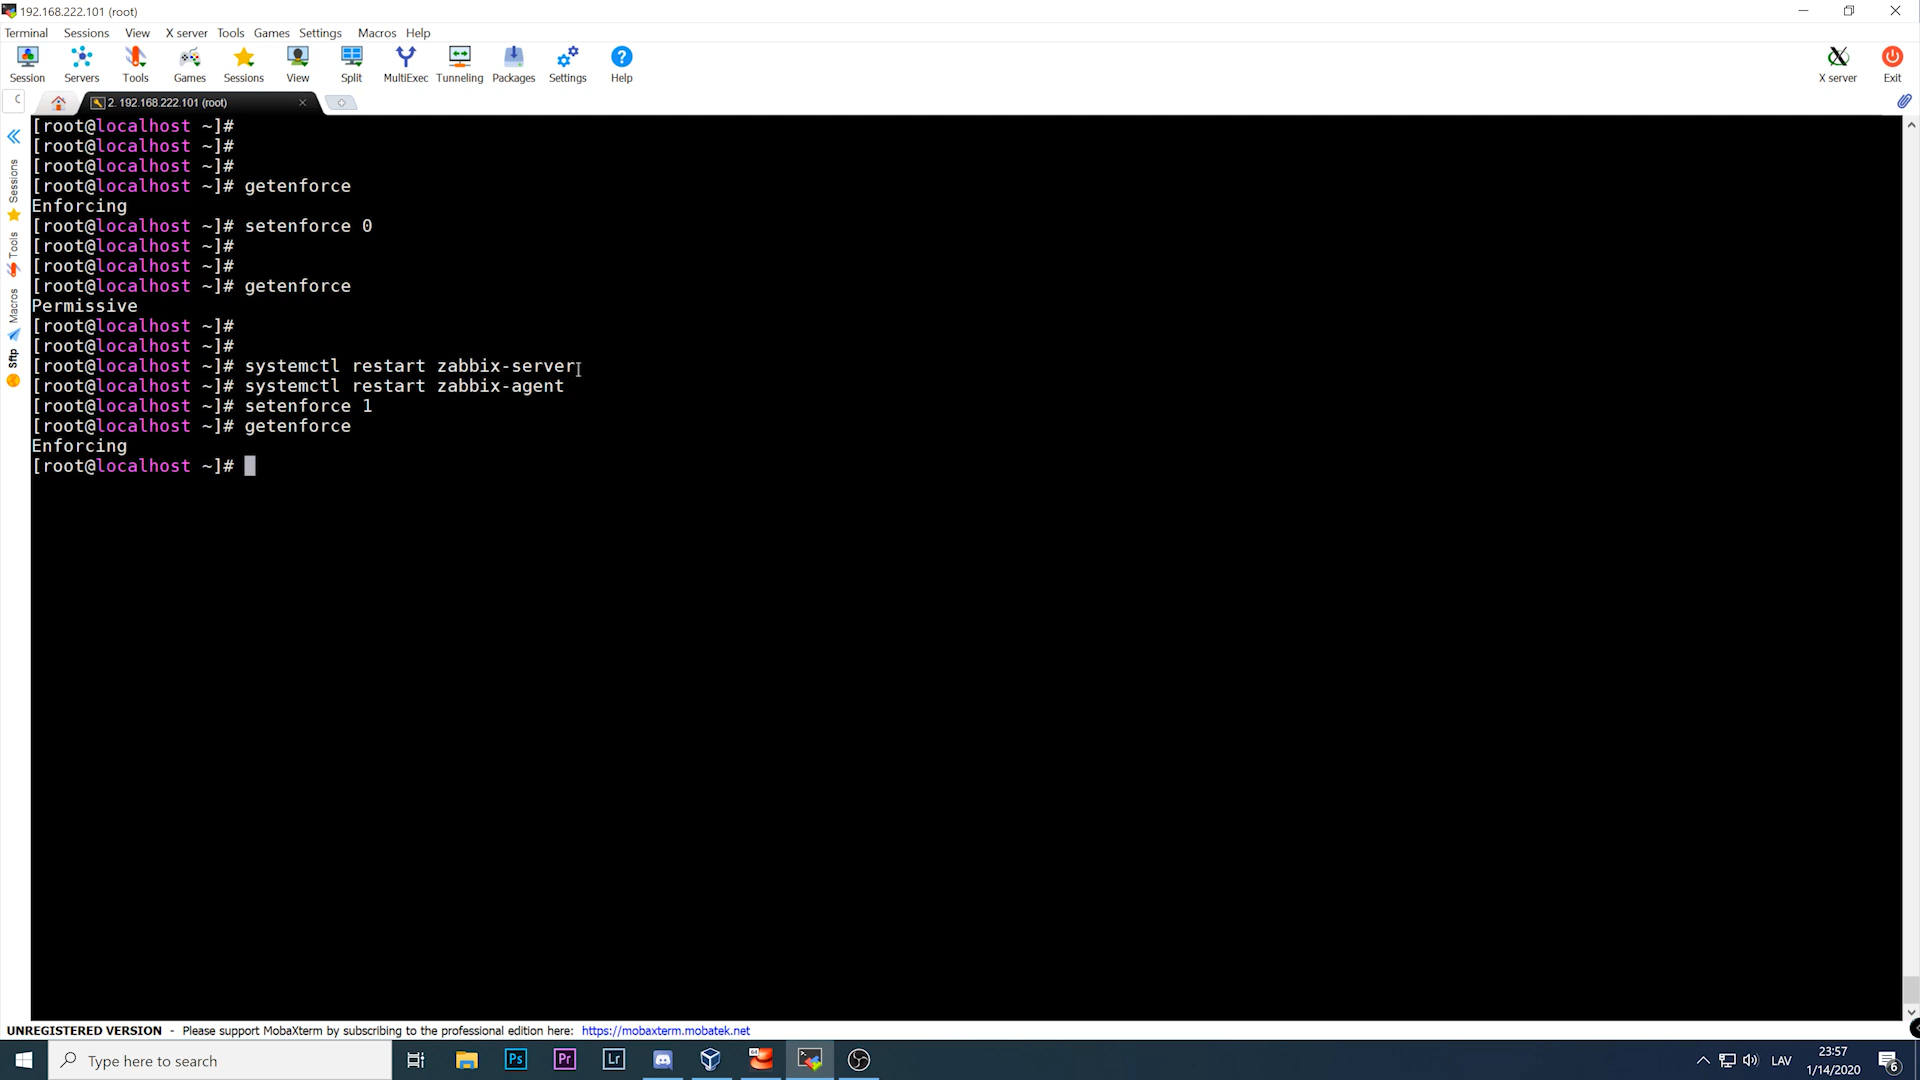 192.168.222.101 (root)
Terminal Sessions View X server Tools Games Settings Macros Help
Session Servers Tools Games Sessions View Split MultiExec Tunneling Packages Settings Help X server Exit
2. 192.168.222.101 (root)
[root@localhost ~]#
[root@localhost ~]#
[root@localhost ~]#
[root@localhost ~]# getenforce
Enforcing
[root@localhost ~]# setenforce 0
[root@localhost ~]#
[root@localhost ~]#
[root@localhost ~]# getenforce
Permissive
[root@localhost ~]#
[root@localhost ~]#
[root@localhost ~]# systemctl restart zabbix-server
[root@localhost ~]# systemctl restart zabbix-agent
[root@localhost ~]# setenforce 1
[root@localhost ~]# getenforce
Enforcing
[root@localhost ~]#
Sessions
Tools
Macros
Sftp
UNREGISTERED VERSION - Please support MobaXterm by subscribing to the professional edition here: https://mobaxterm.mobatek.net
Type here to search
Ps Pr Lr
64
LAV
23:57
1/14/2020
6